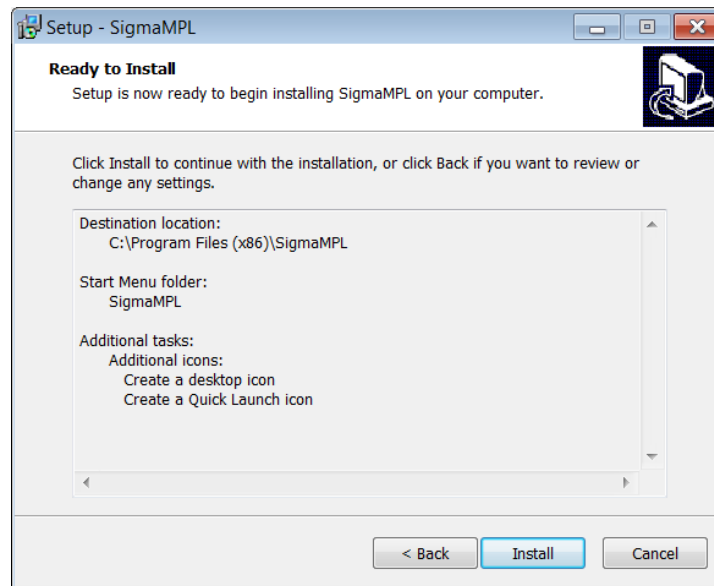 Setup - SigmaMPL
Ready to Install
Setup is now ready to begin installing SigmaMPL on your computer.
Click Install to continue with the installation, or click Back if you want to review or
change any settings.
Destination location:
C:\Program Files (x86)\SigmaMPL
Start Menu folder:
SigmaMPL
Additional tasks:
Additional icons:
Create a desktop icon
Create a Quick Launch icon
< Back Install Cancel